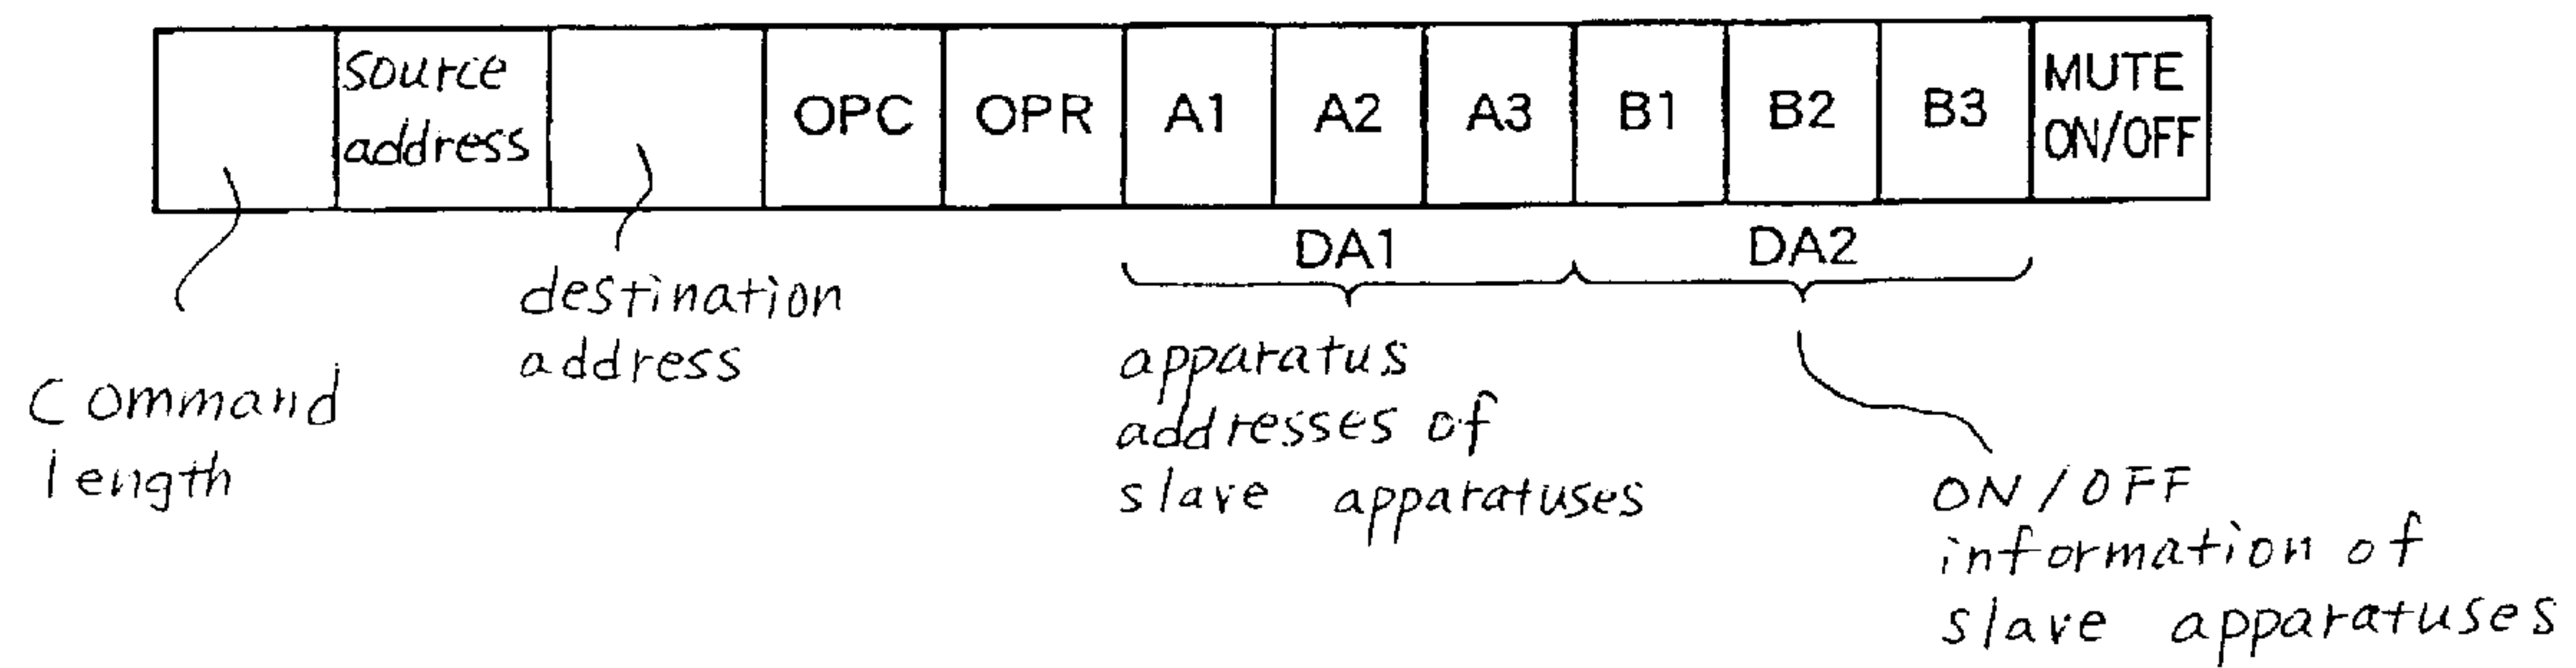 source
address
OPC
OPR
A1
A2
A3
B1
B2
B3
MUTE
ON/OFF
DA1
DA2
command
length
destination
address
apparatus
addresses of
slave apparatuses
ON/OFF
information of
slave apparatuses